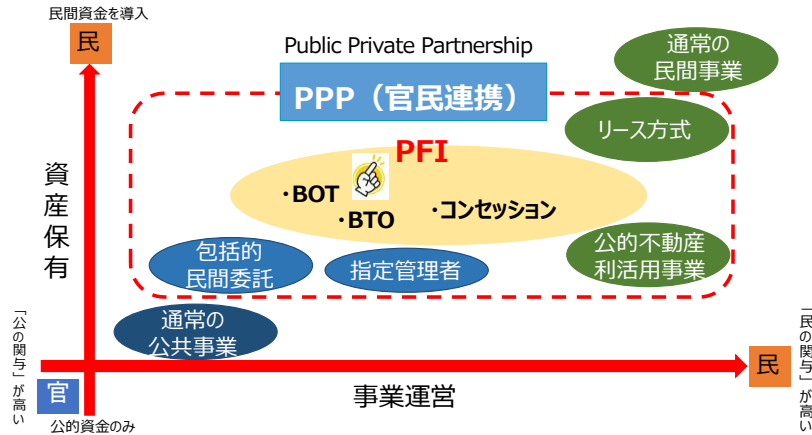 民間資金を導入
民
Public Private Partnership
PPP（官民連携）
通常の
民間事業
リース方式
PFI
・BOT
・BTO
・コンセッション
資産保有
包括的
民間委託
指定管理者
公的不動産
利活用事業
通常の
公共事業
「公の関与」が高い
「民の関与」が高い
民
官
事業運営
公的資金のみ